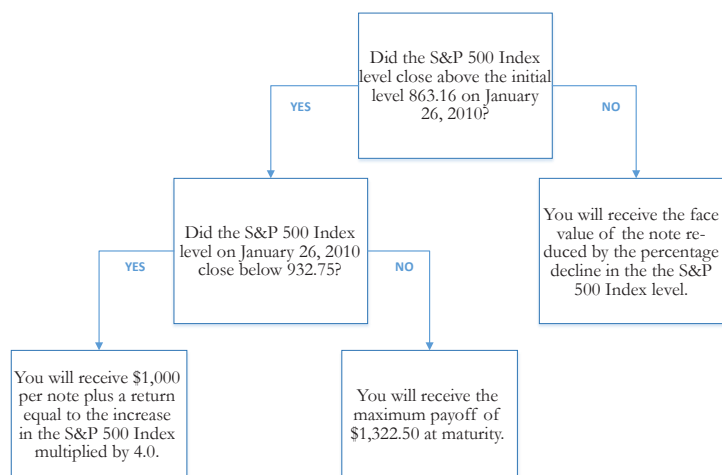 Did the S&P 500 Index
level close above the initial
level 863.16 on January
26, 2010?
YES
NO
Did the S&P 500 Index
level on January 26, 2010
close below 932.75?
You will receive the face
value of the note re-
duced by the percentage
decline in the the S&P
500 Index level.
YES
NO
You will receive $1,000
per note plus a return
equal to the increase
in the S&P 500 Index
multiplied by 4.0.
You will receive the
maximum payoff of
$1,322.50 at maturity.